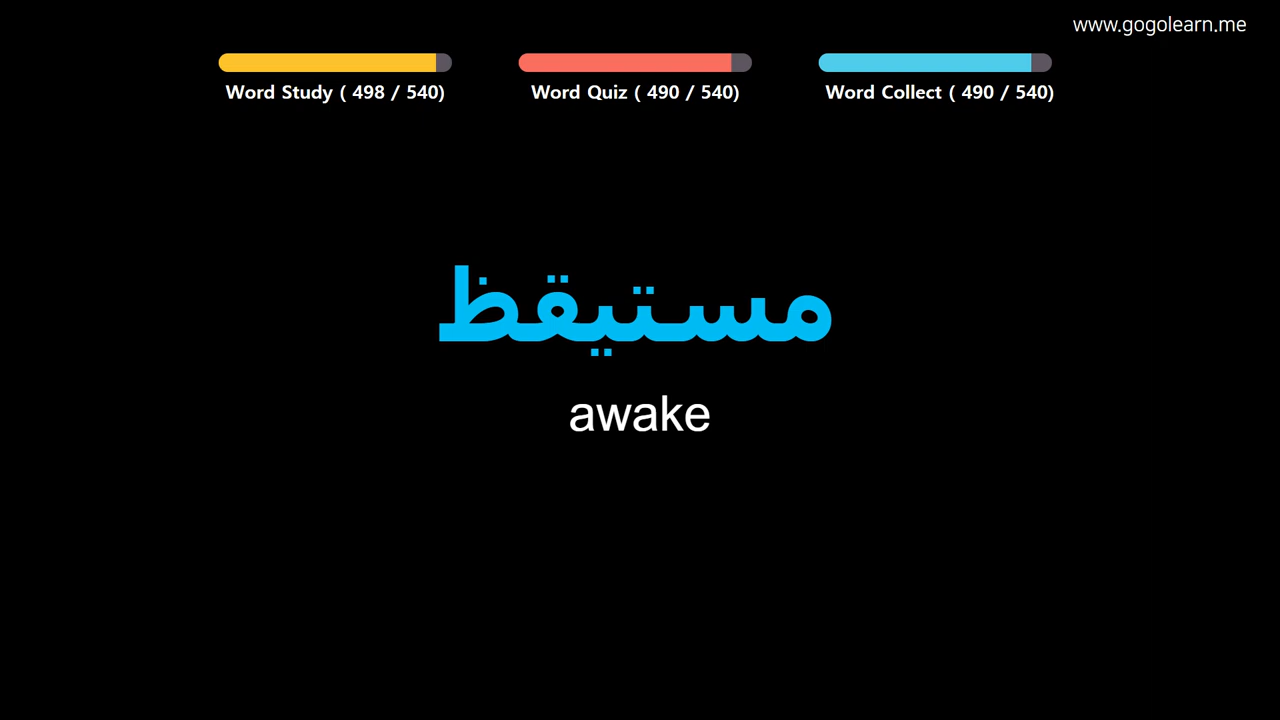 www.gogolearn.me
Word Study ( 498 / 540)
Word Quiz ( 490 / 540)
Word Collect ( 490 / 540)
مستيقظ
awake